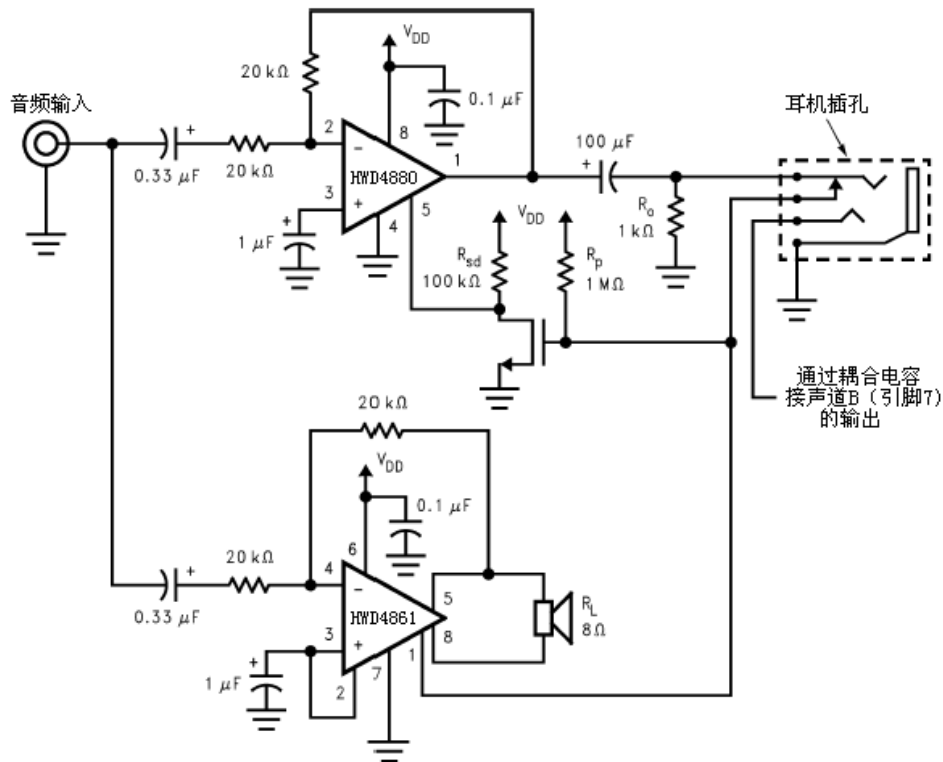 V_DD
20 kΩ
0.1 μF
音频输入
耳机插孔
2
8
100 μF
+
−
1
+
0.33 μF
20 kΩ
HWD4880
3
+
5
4
+
1 μF
V_DD
R_sd
100 kΩ
R_p
1 MΩ
R_o
1 kΩ
通过耦合电容
接声道B（引脚7）
的输出
20 kΩ
V_DD
0.1 μF
6
20 kΩ
+
4
−
0.33 μF
5
R_L
8Ω
HWD4861
3
+
8
1
+
7
1 μF
2